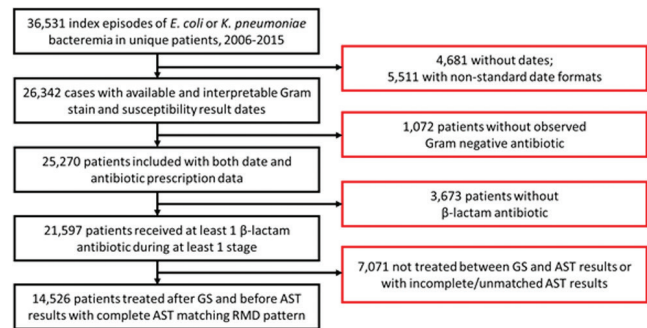 36,531 index episodes of E. coli or K. pneumoniae
bacteremia in unique patients, 2006-2015
4,681 without dates;
5,511 with non-standard date formats
26,342 cases with available and interpretable Gram
stain and susceptibility result dates
1,072 patients without observed
Gram negative antibiotic
25,270 patients included with both date and
antibiotic prescription data
3,673 patients without
β-lactam antibiotic
21,597 patients received at least 1 β-lactam
antibiotic during at least 1 stage
7,071 not treated between GS and AST results or
with incomplete/unmatched AST results
14,526 patients treated after GS and before AST
results with complete AST matching RMD pattern